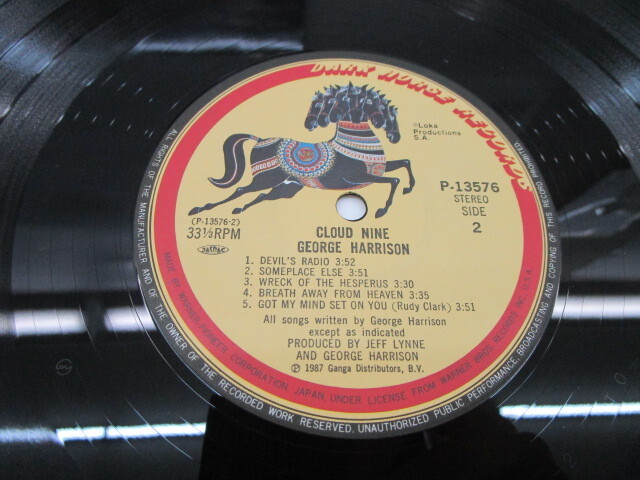 DARK HORSE RECORDS
©Loka
Productions
S.A.
P-13576
STEREO
SIDE
2
(P-13576-2)
33⅓RPM
JASRAC
CLOUD NINE
GEORGE HARRISON
1. DEVIL'S RADIO 3:52
2. SOMEPLACE ELSE 3:51
3. WRECK OF THE HESPERUS 3:30
4. BREATH AWAY FROM HEAVEN 3:35
5. GOT MY MIND SET ON YOU (Rudy Clark) 3:51
All songs written by George Harrison
except as indicated
PRODUCED BY JEFF LYNNE
AND GEORGE HARRISON
℗ 1987 Ganga Distributors, B.V.
MADE BY WARNER-PIONEER CORPORATION, JAPAN, UNDER LICENSE FROM WARNER BROS. RECORDS INC. U.S.A.
ALL RIGHTS OF THE MANUFACTURER AND OF THE OWNER OF THE RECORDED WORK RESERVED. UNAUTHORIZED PUBLIC PERFORMANCE, BROADCASTING AND COPYING OF THIS RECORD PROHIBITED